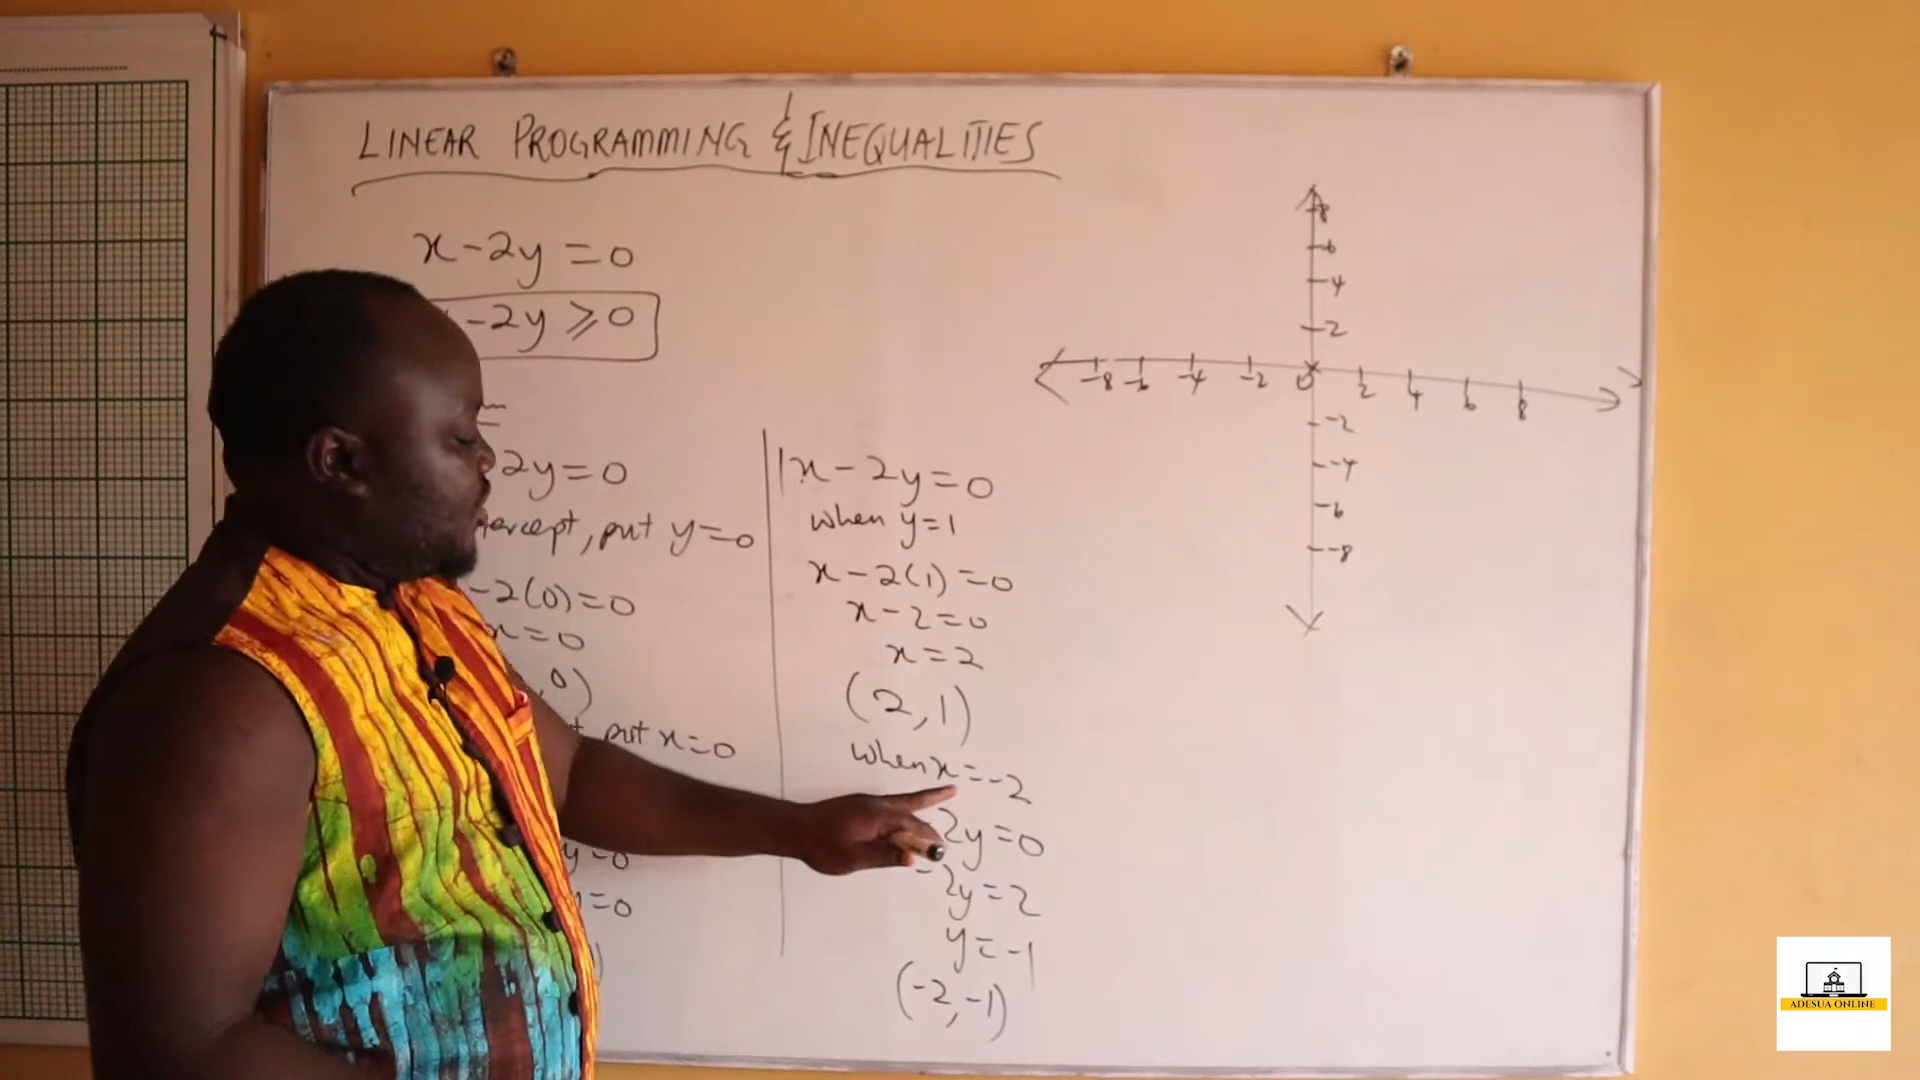 LINEAR PROGRAMMING & INEQUALITIES
x-2y=0
-2y ≥ 0
2y=0
tercept, put y=0
-2(0)=0
x=0
,0)
put x=0
y=0
=0
x-2y=0
when y=1
x-2(1)=0
x-2=0
x=2
(2,1)
when x=-2
-2y=0
-2y=2
y=-1
(-2,-1)
8
6
4
2
-8 -6 -4 -2 0 2 4 6 8
-2
-4
-6
-8
ADESUA ONLINE